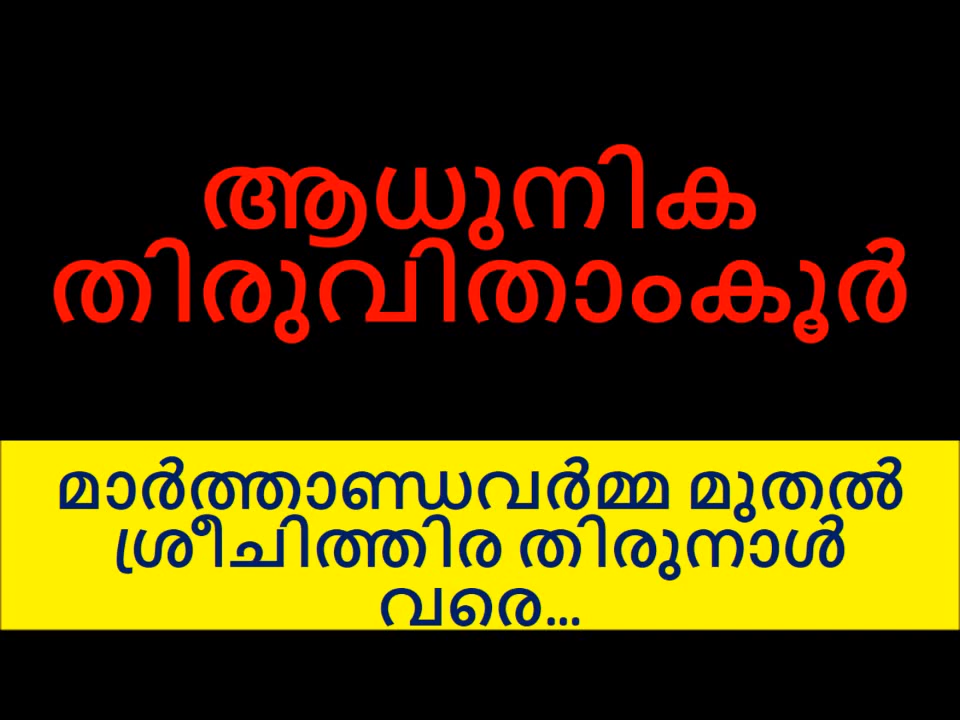 ആധുനിക
തിരുവിതാംകൂർ
മാർത്താണ്ഡവർമ്മ മുതൽ
ശ്രീചിത്തിര തിരുനാൾ
വരെ...